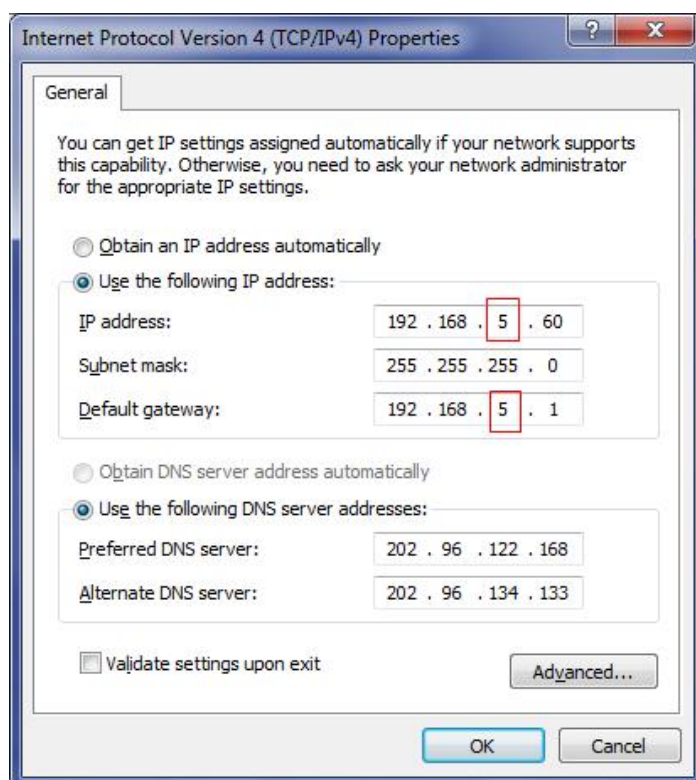 Internet Protocol Version 4 (TCP/IPv4) Properties
General
You can get IP settings assigned automatically if your network supports
this capability. Otherwise, you need to ask your network administrator
for the appropriate IP settings.
Obtain an IP address automatically
Use the following IP address:
IP address: 192 . 168 . 5 . 60
Subnet mask: 255 . 255 . 255 . 0
Default gateway: 192 . 168 . 5 . 1
Obtain DNS server address automatically
Use the following DNS server addresses:
Preferred DNS server: 202 . 96 . 122 . 168
Alternate DNS server: 202 . 96 . 134 . 133
Validate settings upon exit
Advanced...
OK Cancel